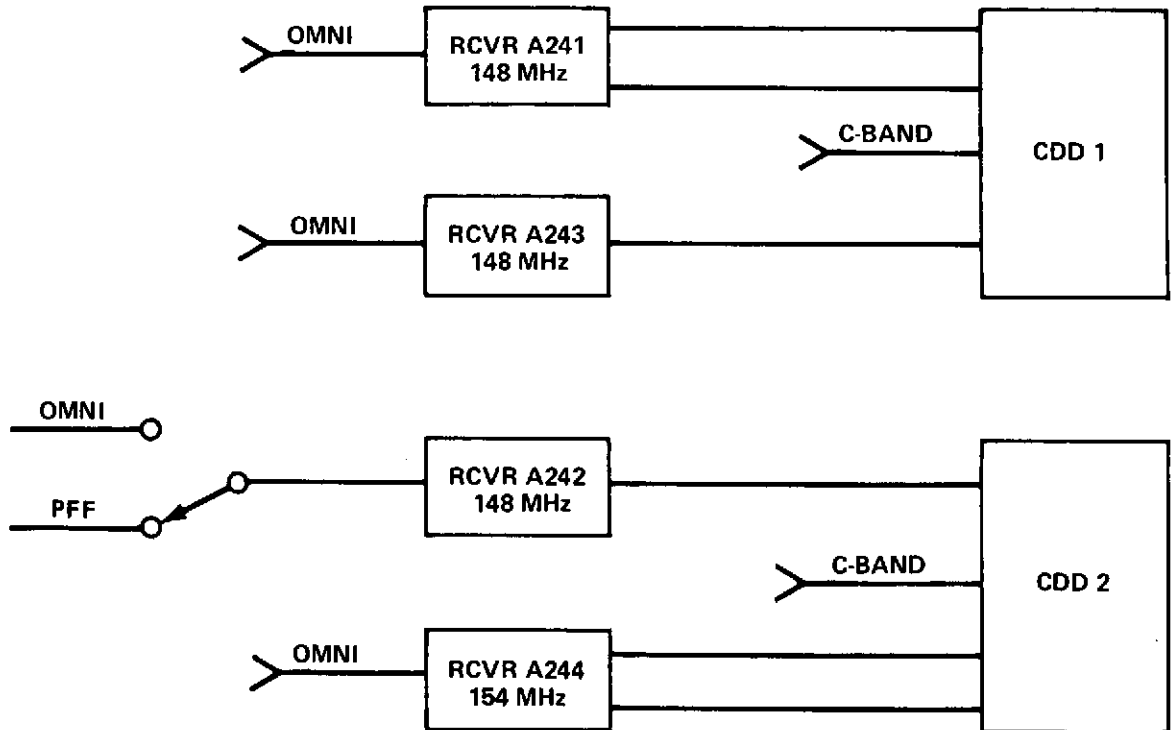 OMNI
RCVR A241
148 MHz
C-BAND
CDD 1
OMNI
RCVR A243
148 MHz
OMNI
PFF
RCVR A242
148 MHz
C-BAND
CDD 2
OMNI
RCVR A244
154 MHz